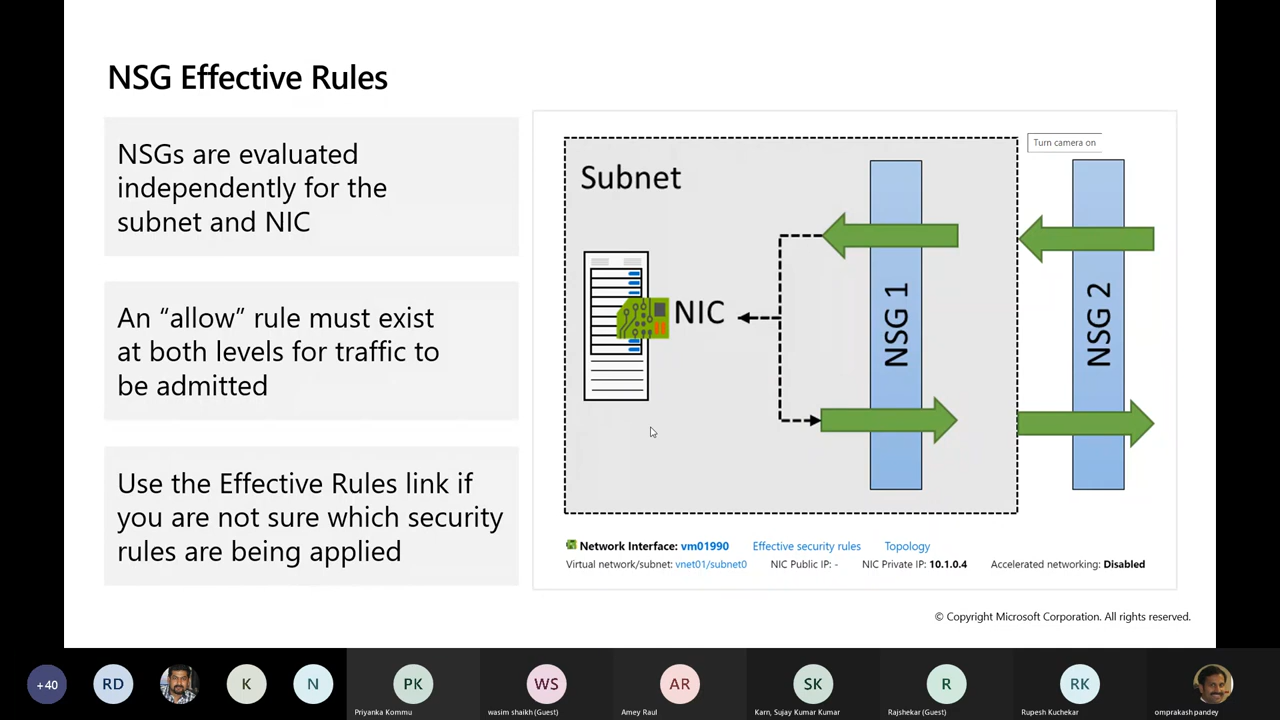 NSG Effective Rules
NSGs are evaluated
independently for the
subnet and NIC
An “allow” rule must exist
at both levels for traffic to
be admitted
Use the Effective Rules link if
you are not sure which security
rules are being applied
Turn camera on
Subnet
NIC
NSG 1
NSG 2
Network Interface: vm01990 Effective security rules Topology
Virtual network/subnet: vnet01/subnet0 NIC Public IP: - NIC Private IP: 10.1.0.4 Accelerated networking: Disabled
© Copyright Microsoft Corporation. All rights reserved.
+40 RD K N PK WS AR SK R RK
Priyanka Kommu wasim shaikh (Guest) Amey Raul Karn, Sujay Kumar Kumar Rajshekar (Guest) Rupesh Kuchekar omprakash pandey